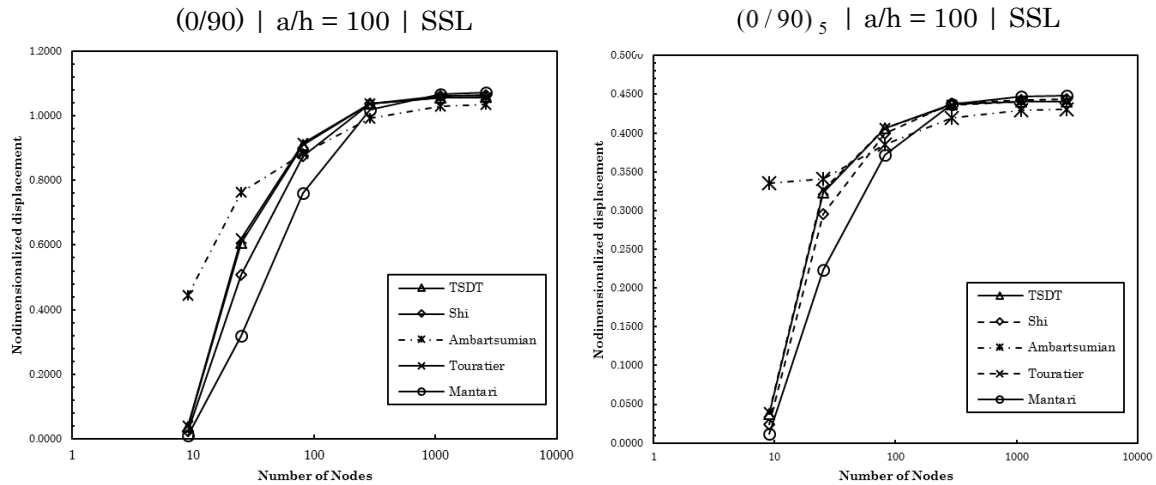 (0/90) | a/h = 100 | SSL
1.2000
1.0000
0.8000
0.6000
0.4000
0.2000
0.0000
Nodimensionalized displacement
1 10 100 1000 10000
Number of Nodes
TSDT
Shi
Ambartsumian
Touratier
Mantari
(0 / 90) 5 | a/h = 100 | SSL
0.5000
0.4500
0.4000
0.3500
0.3000
0.2500
0.2000
0.1500
0.1000
0.0500
0.0000
Nodimensionalized displacement
1 10 100 1000 10000
Number of Nodes
TSDT
Shi
Ambartsumian
Touratier
Mantari